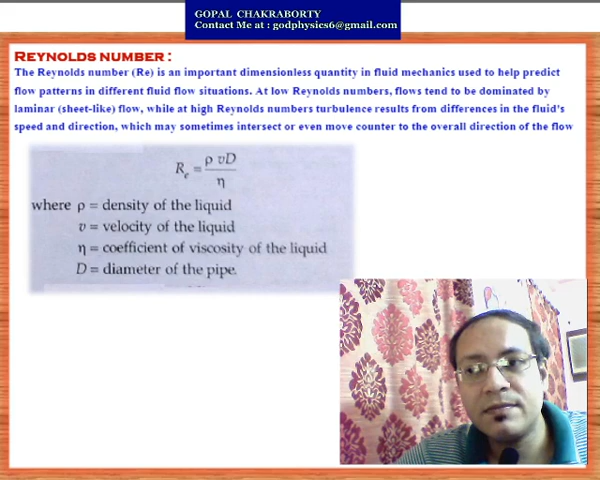 GOPAL CHAKRABORTY
Contact Me at : godphysics6@gmail.com
REYNOLDS NUMBER :
The Reynolds number (Re) is an important dimensionless quantity in fluid mechanics used to help predict
flow patterns in different fluid flow situations. At low Reynolds numbers, flows tend to be dominated by
laminar (sheet-like) flow, while at high Reynolds numbers turbulence results from differences in the fluid's
speed and direction, which may sometimes intersect or even move counter to the overall direction of the flow
Rₑ = ρ vD / η
where ρ = density of the liquid
v = velocity of the liquid
η = coefficient of viscosity of the liquid
D = diameter of the pipe.